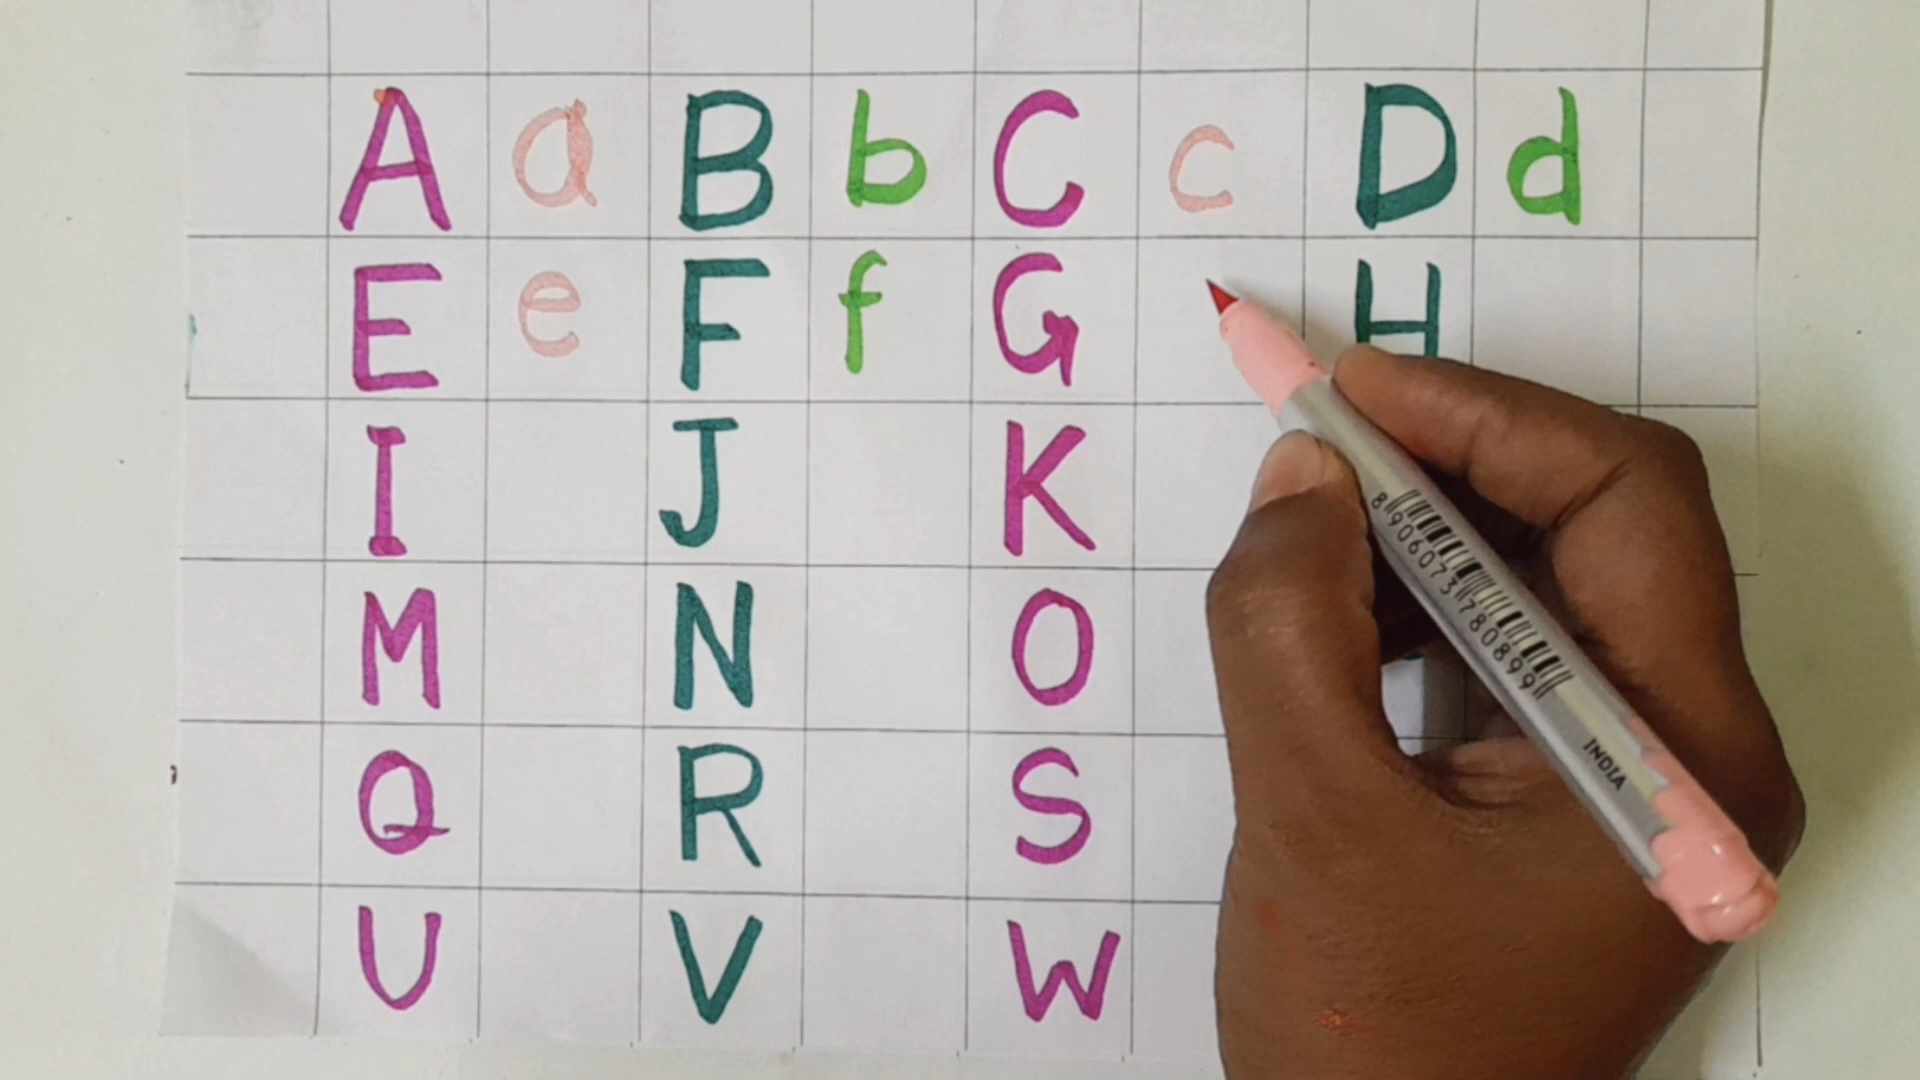 A a B b C c D d
E e F f G H
I J K
M N O
Q R S
U V W
8906073780899
INDIA